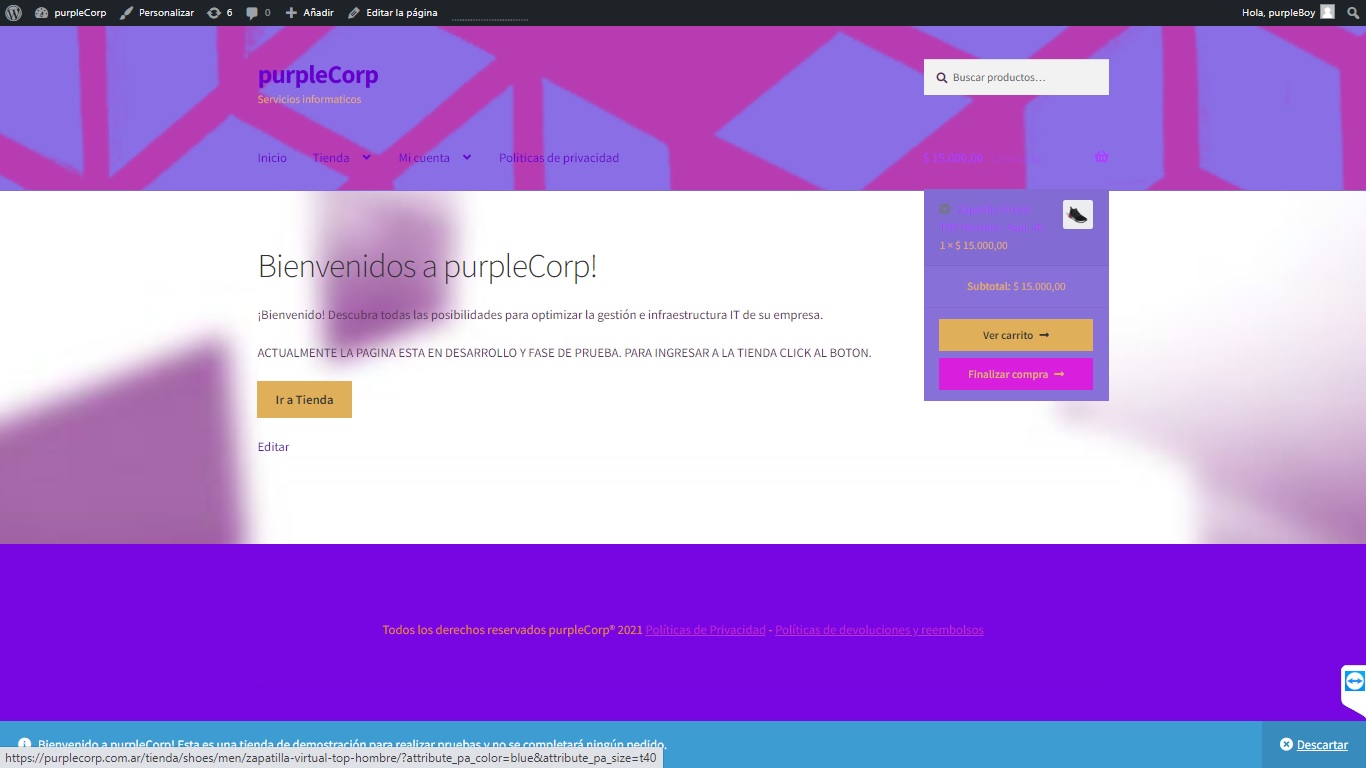 purpleCorp Personalizar 6 0 Añadir Editar la página Hola, purpleBoy
purpleCorp
Servicios informaticos
Buscar productos…
Inicio Tienda Mi cuenta Políticas de privacidad $ 15.000,00
1 × $ 15.000,00
Subtotal: $ 15.000,00
Ver carrito
Finalizar compra
Bienvenidos a purpleCorp!
¡Bienvenido! Descubra todas las posibilidades para optimizar la gestión e infraestructura IT de su empresa.
ACTUALMENTE LA PAGINA ESTA EN DESARROLLO Y FASE DE PRUEBA. PARA INGRESAR A LA TIENDA CLICK AL BOTON.
Ir a Tienda
Editar
Todos los derechos reservados purpleCorp® 2021 Políticas de Privacidad - Políticas de devoluciones y reembolsos
Bienvenido a purpleCorp! Esta es una tienda de demostración para realizar pruebas y no se completará ningún pedido. Descartar
https://purplecorp.com.ar/tienda/shoes/men/zapatilla-virtual-top-hombre/?attribute_pa_color=blue&attribute_pa_size=t40